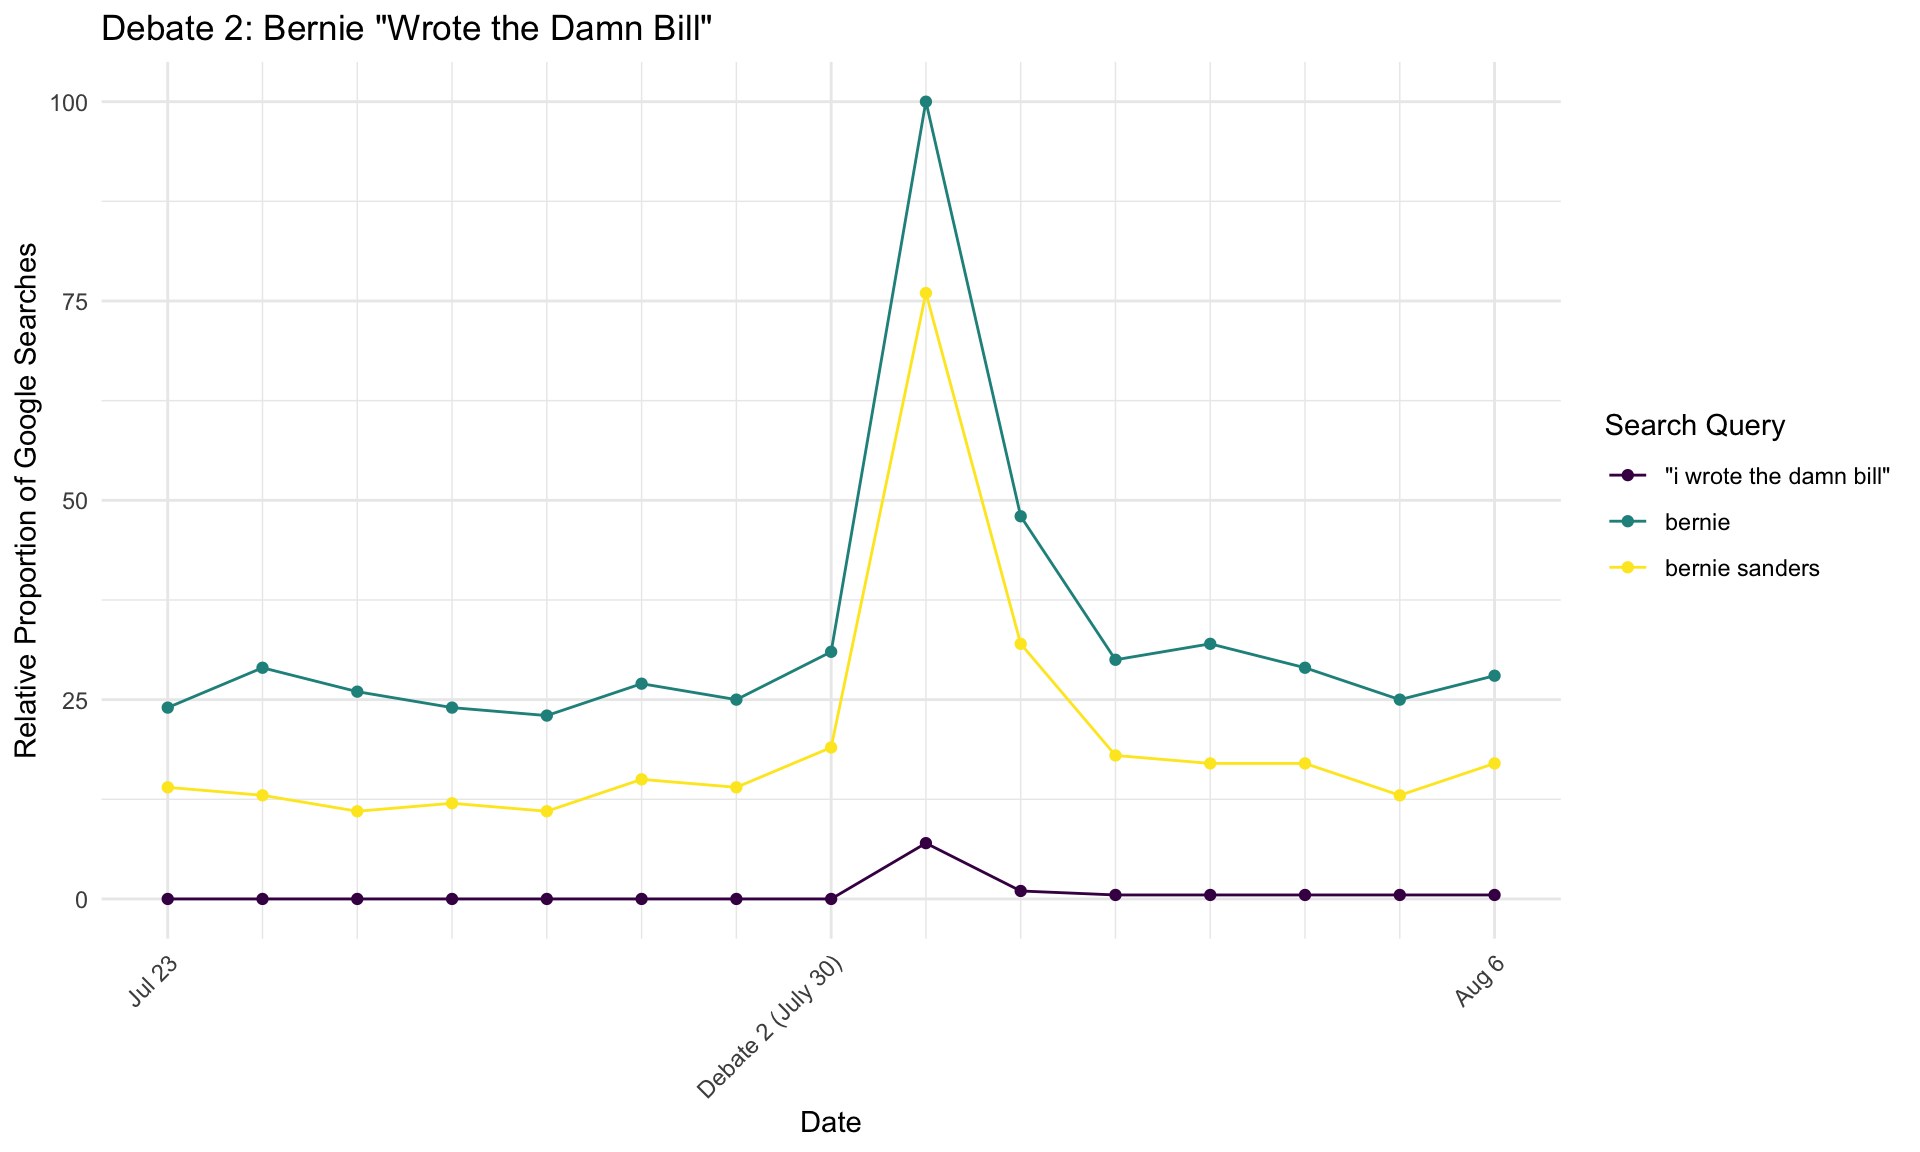 Debate 2: Bernie "Wrote the Damn Bill"
Relative Proportion of Google Searches
100
75
50
25
0
Jul 23
Debate 2 (July 30)
Aug 6
Date
Search Query
"i wrote the damn bill"
bernie
bernie sanders